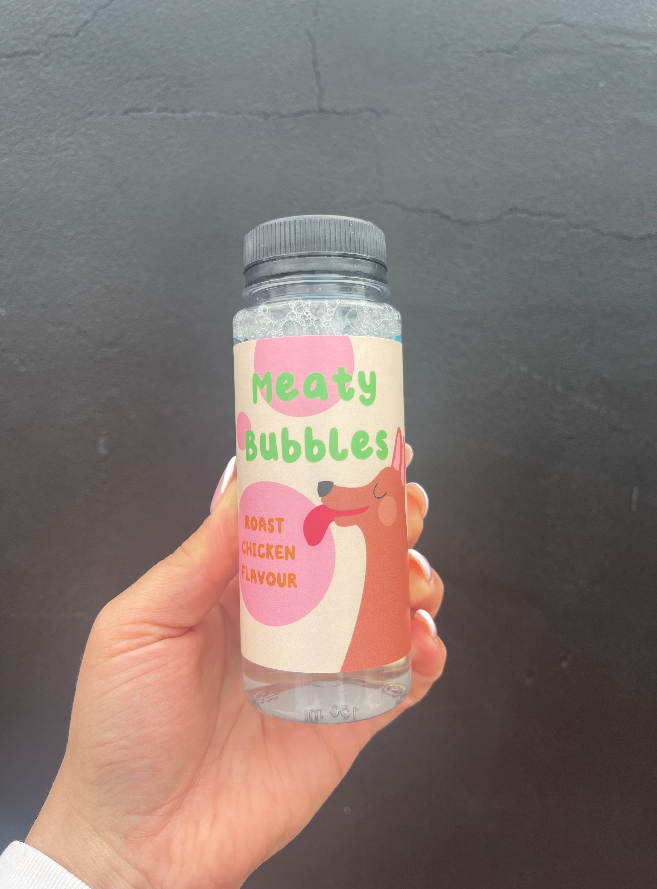 Meaty
Bubbles
ROAST
CHICKEN
FLAVOUR